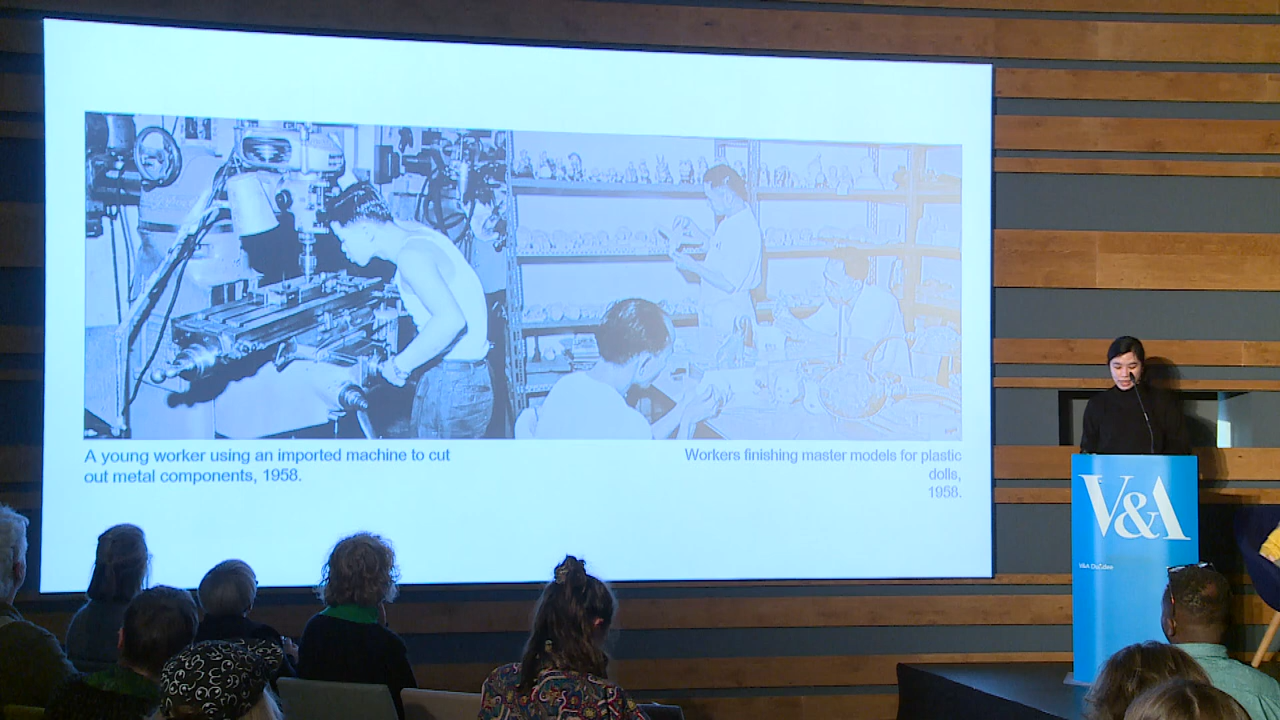 A young worker using an imported machine to cut
out metal components, 1958.
Workers finishing master models for plastic
dolls,
1958.
V&A
V&A Dundee